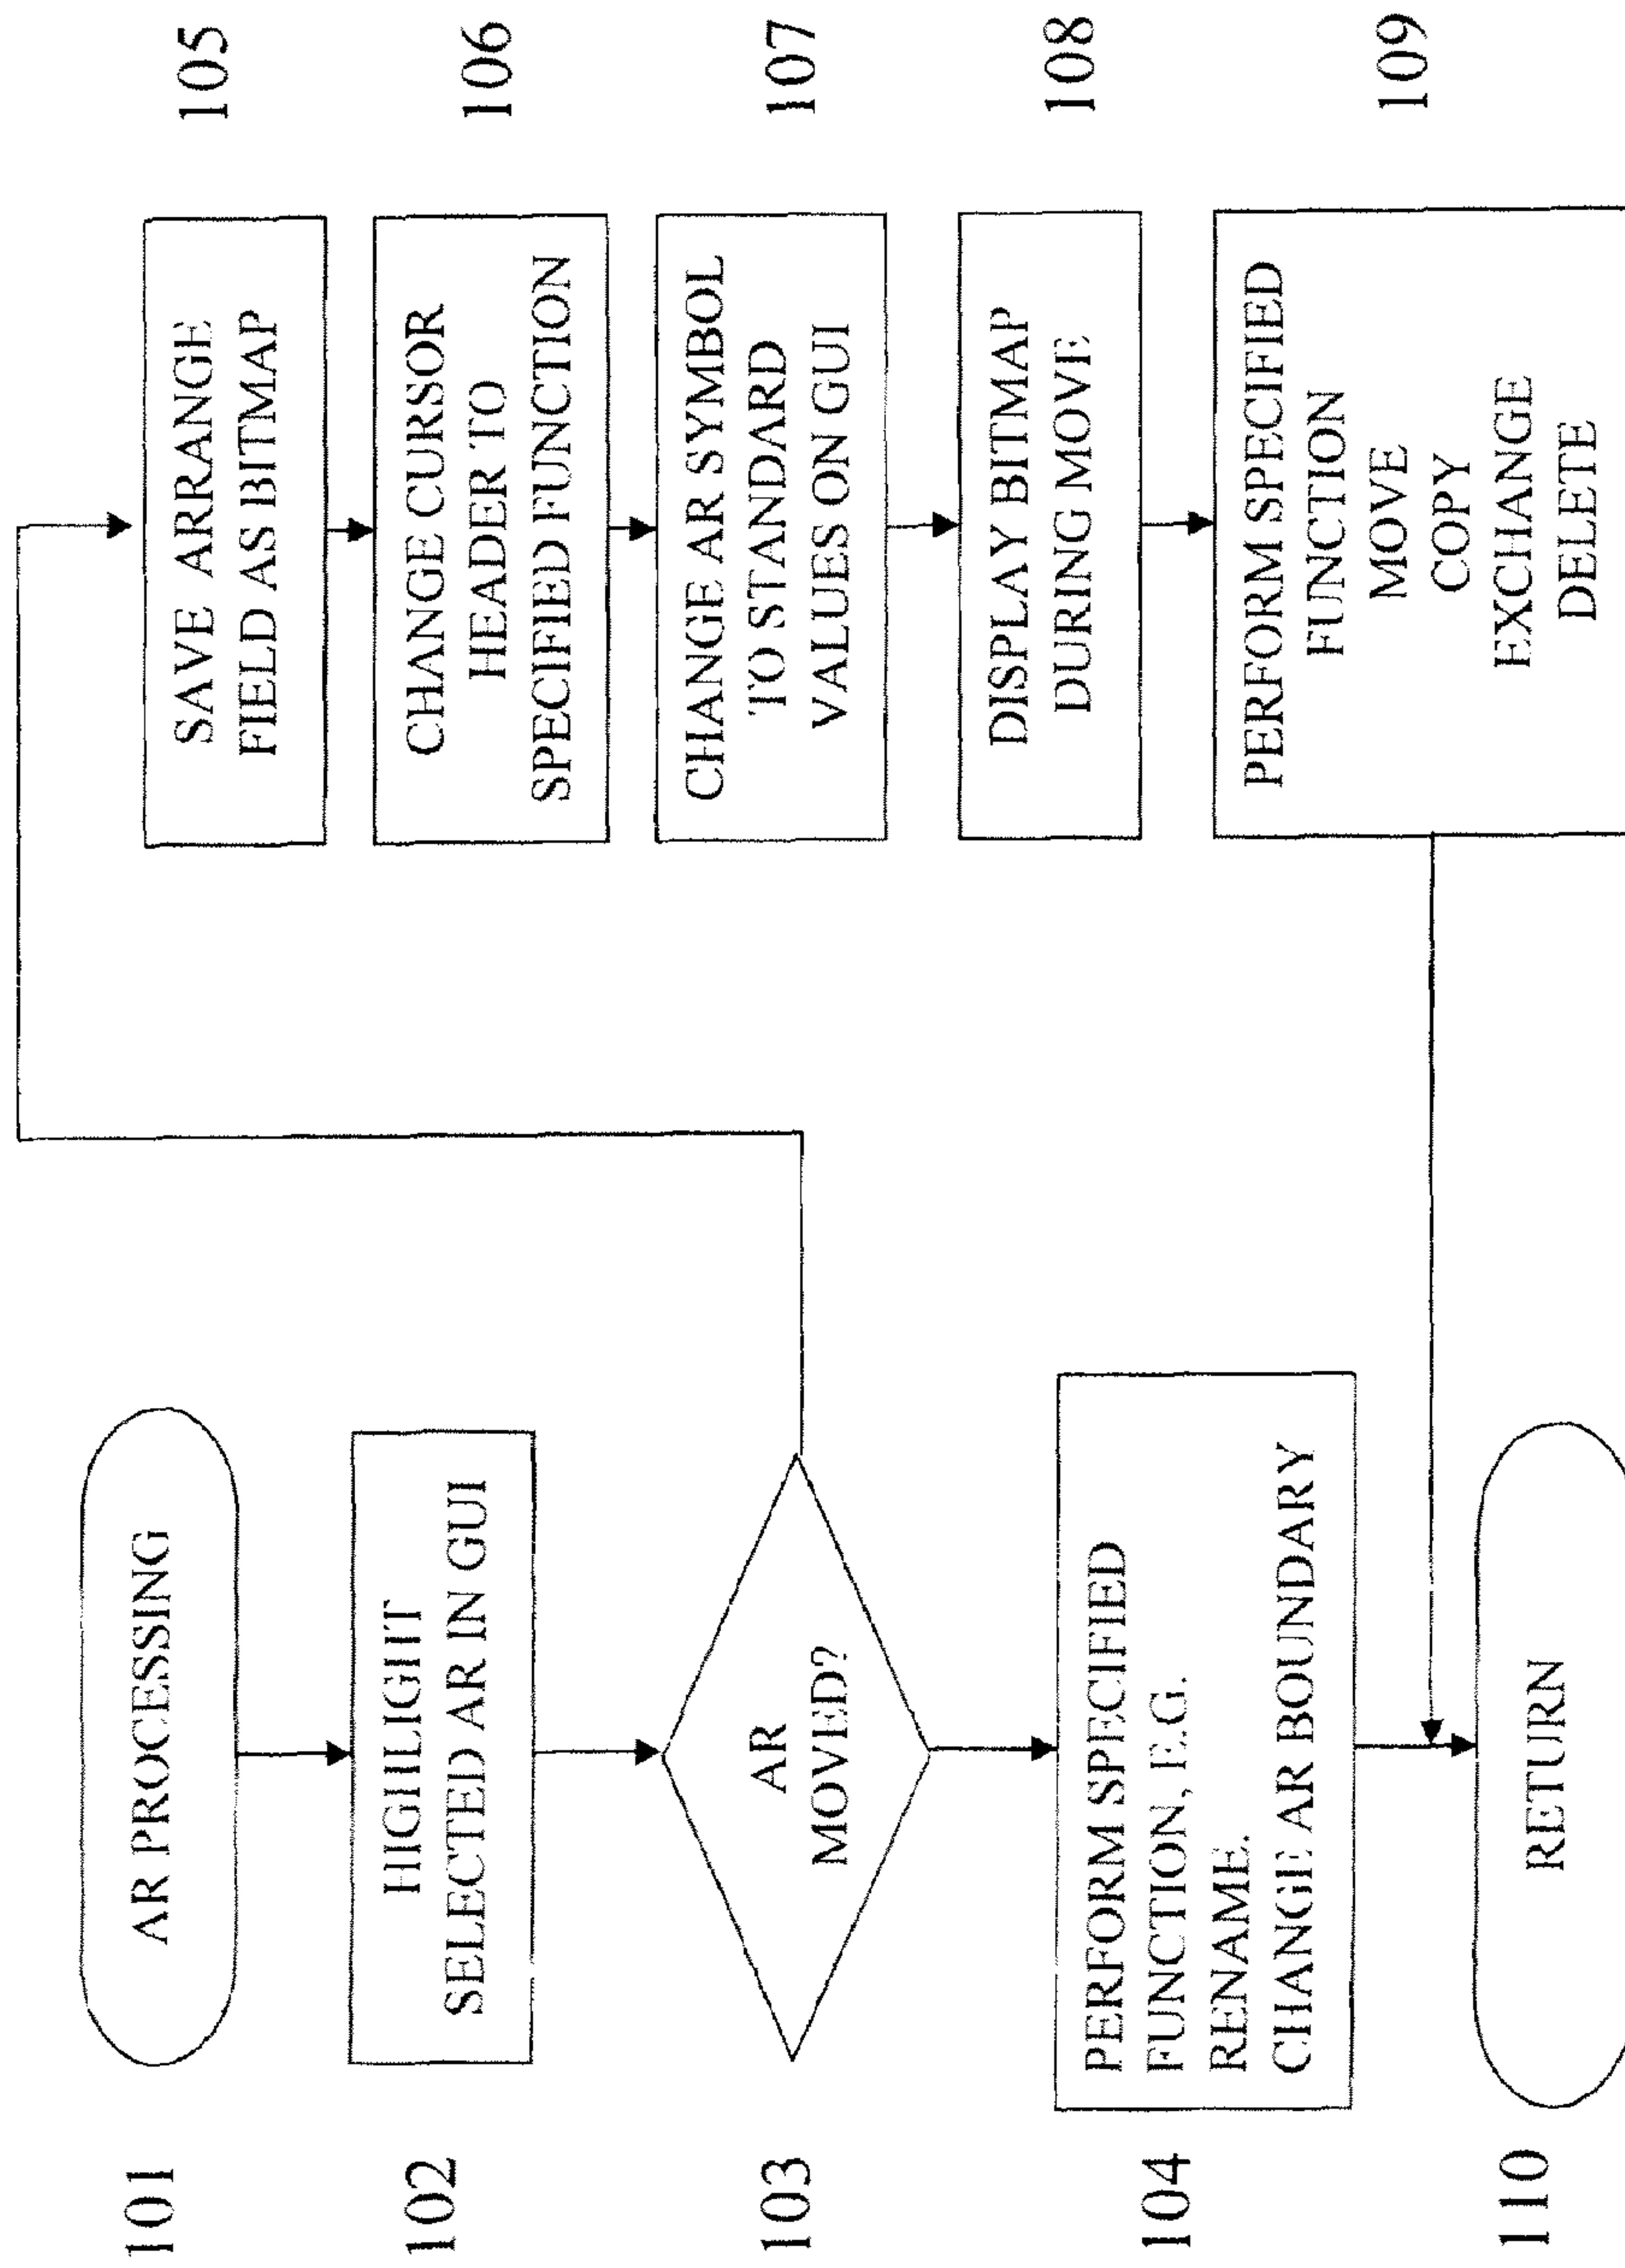 101
AR PROCESSING
102
HIGHLIGHT
SELECTED AR IN GUI
103
AR
MOVED?
104
PERFORM SPECIFIED
FUNCTION, E.G.
RENAME.
CHANGE AR BOUNDARY
110
RETURN
SAVE ARRANGE
FIELD AS BITMAP
105
CHANGE CURSOR
HEADER TO
SPECIFIED FUNCTION
106
CHANGE AR SYMBOL
TO STANDARD
VALUES ON GUI
107
DISPLAY BITMAP
DURING MOVE
108
PERFORM SPECIFIED
FUNCTION
MOVE
COPY
EXCHANGE
DELETE
109